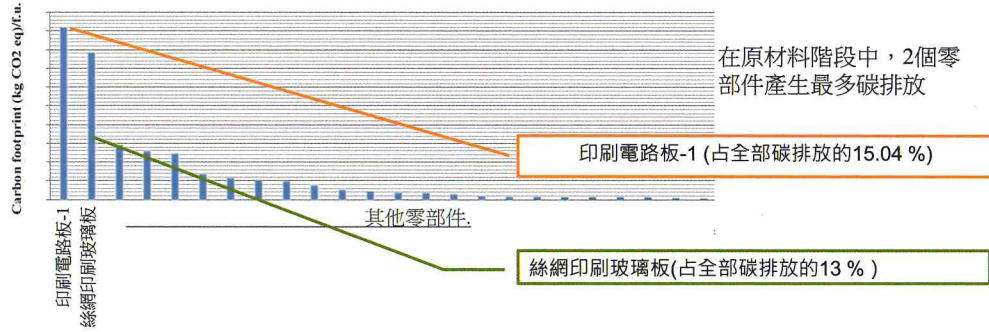 Carbon footprint (kg CO2 eq)/f.u.
在原材料階段中，2個零
部件產生最多碳排放
印刷電路板-1 (占全部碳排放的15.04 %)
其他零部件.
絲網印刷玻璃板(占全部碳排放的13 % )
印刷電路板-1
絲網印刷玻璃板